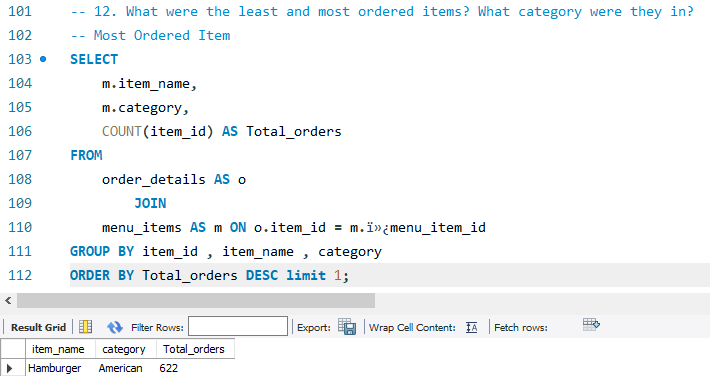 101 -- 12. What were the least and most ordered items? What category were they in?
102 -- Most Ordered Item
103 SELECT
104 m.item_name,
105 m.category,
106 COUNT(item_id) AS Total_orders
107 FROM
108 order_details AS o
109 JOIN
110 menu_items AS m ON o.item_id = m.ï»¿menu_item_id
111 GROUP BY item_id , item_name , category
112 ORDER BY Total_orders DESC limit 1;
Result Grid Filter Rows: Export: Wrap Cell Content: IA Fetch rows:
item_name category Total_orders
Hamburger American 622